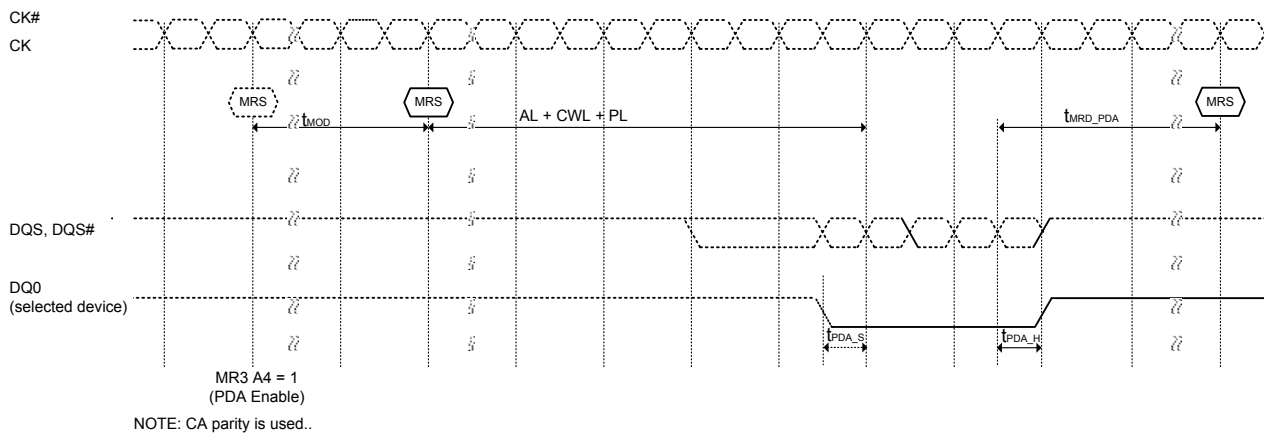 CK#
CK
MRS
MRS
MRS
tMOD
AL + CWL + PL
tMRD_PDA
DQS, DQS#
DQ0
(selected device)
tPDA_S
tPDA_H
MR3 A4 = 1
(PDA Enable)
NOTE: CA parity is used..